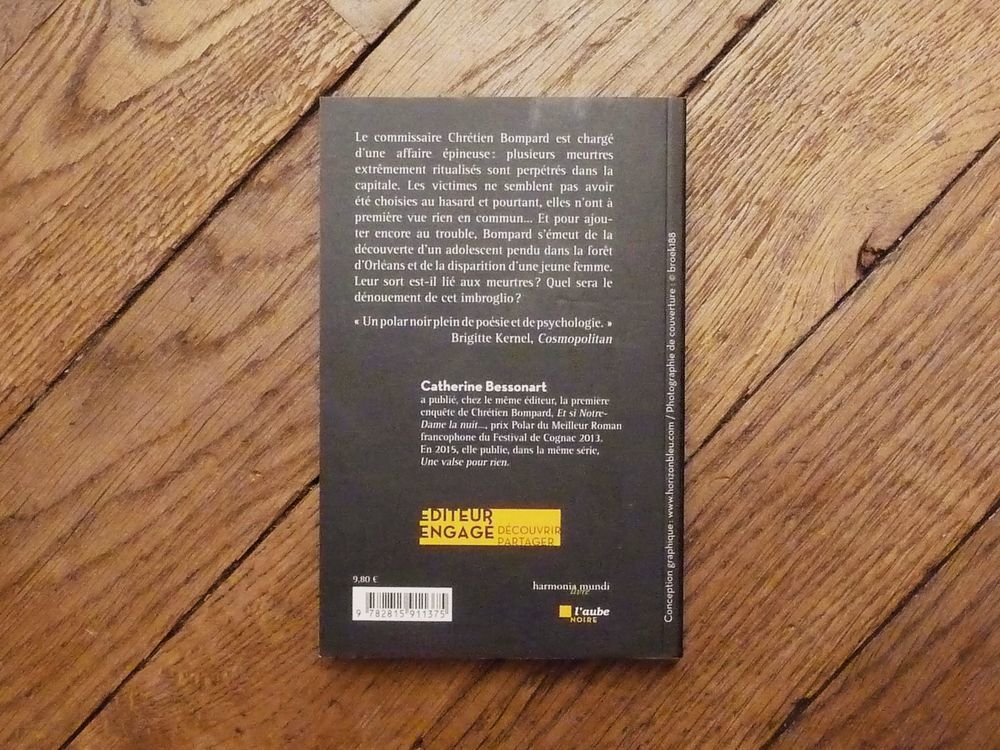 Le commissaire Chrétien Bompard est chargé
d'une affaire épineuse : plusieurs meurtres
extrêmement ritualisés sont perpétrés dans la
capitale. Les victimes ne semblent pas avoir
été choisies au hasard et pourtant, elles n'ont à
première vue rien en commun... Et pour ajou-
ter encore au trouble, Bompard s'émeut de la
découverte d'un adolescent pendu dans la forêt
d'Orléans et de la disparition d'une jeune femme.
Leur sort est-il lié aux meurtres ? Quel sera le
dénouement de cet imbroglio ?
« Un polar noir plein de poésie et de psychologie. »
Brigitte Kernel, Cosmopolitan
Catherine Bessonart
a publié, chez le même éditeur, la première
enquête de Chrétien Bompard, Et si Notre-
Dame la nuit..., prix Polar du Meilleur Roman
francophone du Festival de Cognac 2013.
En 2015, elle publie, dans la même série,
Une valse pour rien.
EDITEUR
ENGAGE
DÉCOUVRIR
PARTAGER
9,80 €
9 782815 911375
harmonia mundi
livre
l'aube
NOIRE
Conception graphique : www.horizonbleu.com / Photographie de couverture : © broek188